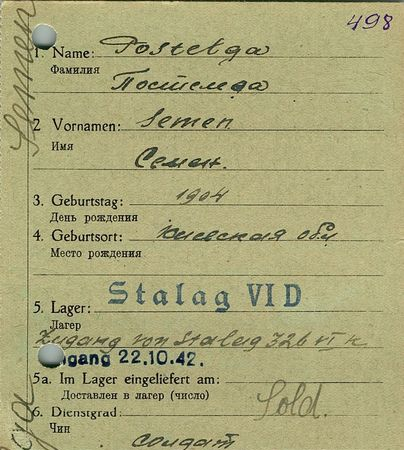 498
1. Name: Postelga
Фамилия
2 Vornamen: Semen
Имя
Семен.
3. Geburtstag: 1904
День рождения
4. Geburtsort: Киевская обл
Место рождения
Stalag VI D
5. Lager:
Лагерь
Zugang von Stalag 326 VI K
ngang 22.10.42.
5a. Im Lager eingeliefert am:
Доставлен в лагерь (число)
6. Dienstgrad: Sold.
Чин
солдат
Semen